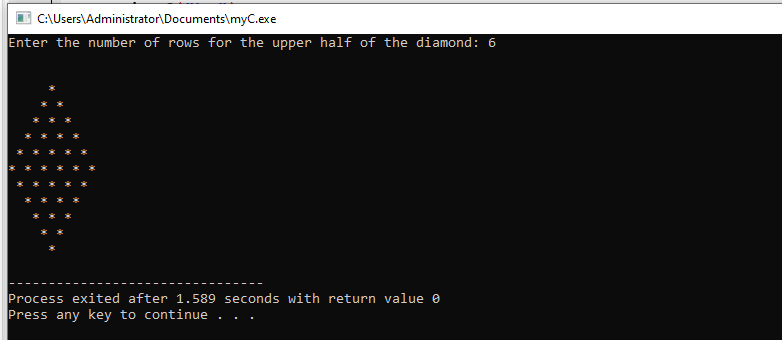 C:\Users\Administrator\Documents\myC.exe
Enter the number of rows for the upper half of the diamond: 6
     *
    * *
   * * *
  * * * *
 * * * * *
* * * * * *
 * * * * *
  * * * *
   * * *
    * *
     *
--------------------------------
Process exited after 1.589 seconds with return value 0
Press any key to continue . . .